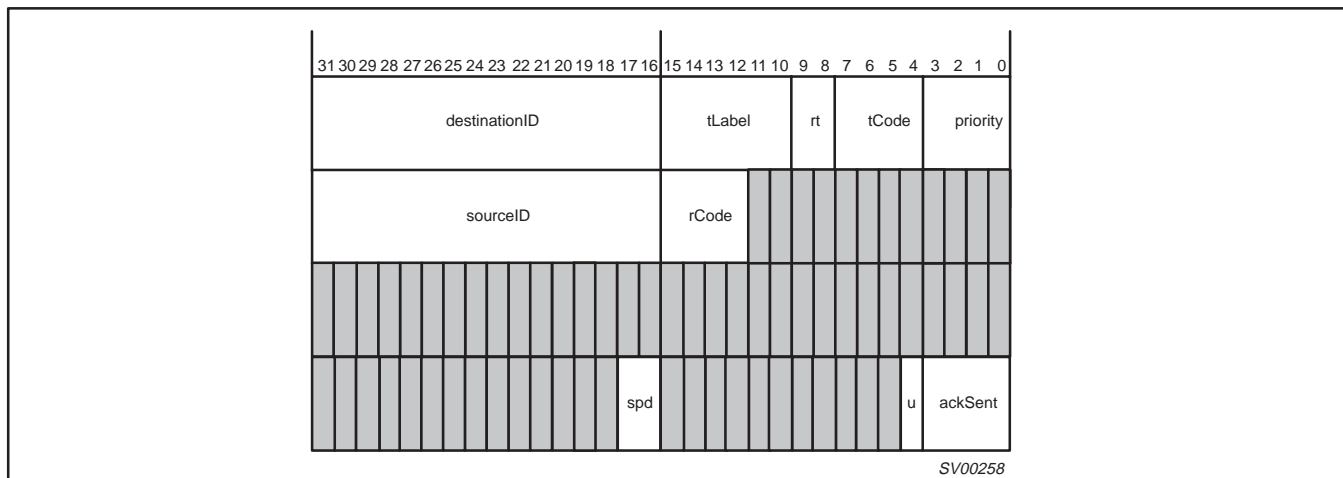 31 30 29 28 27 26 25 24 23 22 21 20 19 18 17 16 15 14 13 12 11 10 9 8 7 6 5 4 3 2 1 0
destinationID tLabel rt tCode priority
sourceID rCode
spd u ackSent
SV00258